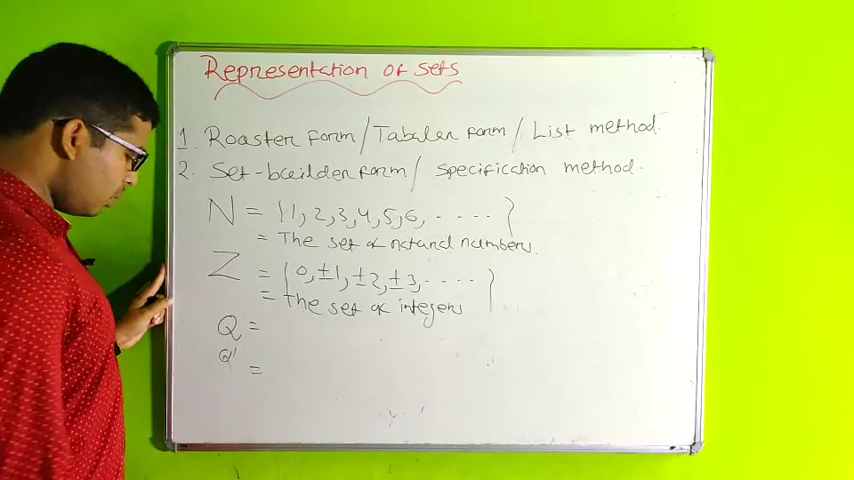 Representation of sets
1. Roaster form/Tabular form/List method.
2. Set-builder form/specification method.
N = {1, 2, 3, 4, 5, 6, .....}
= The set of natural numbers.
Z = {0, ±1, ±2, ±3, .....}
= The set of integers
Q =
Q'
=